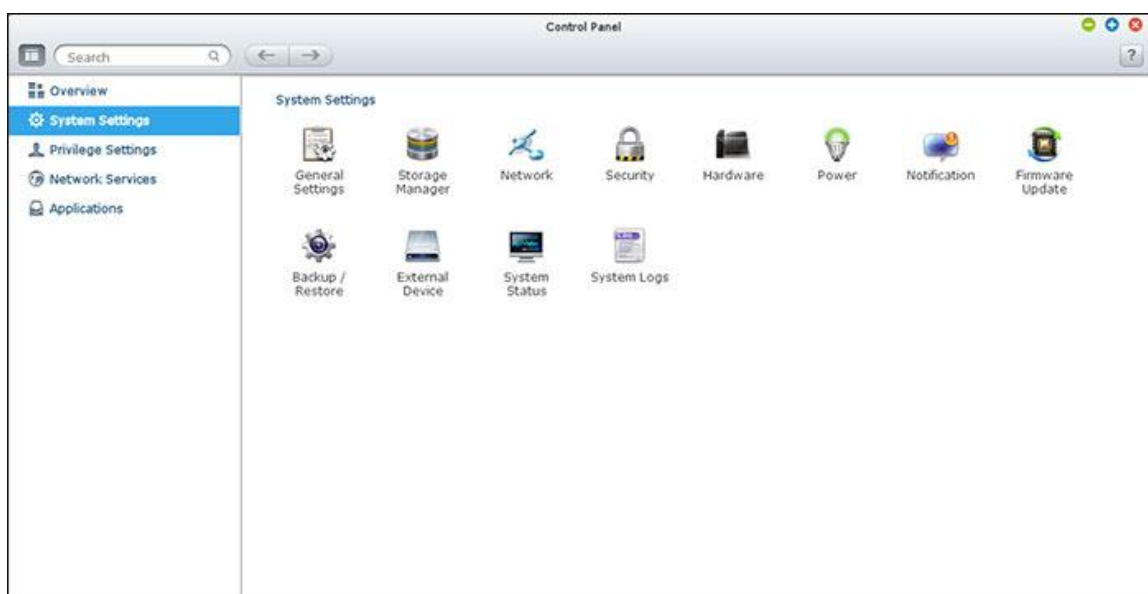 Control Panel
Search
?
Overview
System Settings
Privilege Settings
Network Services
Applications
System Settings
General Settings
Storage Manager
Network
Security
Hardware
Power
Notification
Firmware Update
Backup / Restore
External Device
System Status
System Logs